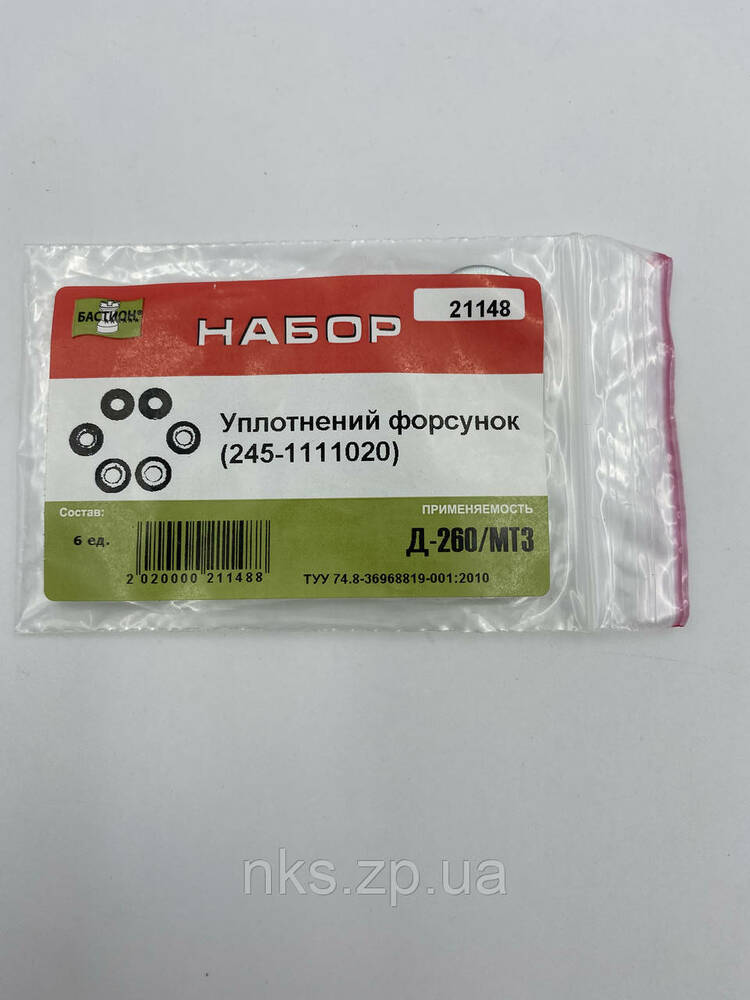 БАСТИОН®
НАБОР
21148
Уплотнений форсунок
(245-1111020)
Состав:
ПРИМЕНЯЕМОСТЬ
6 ед.
Д-260/МТЗ
2 020000 211488
ТУУ 74.8-36968819-001:2010
nks.zp.ua